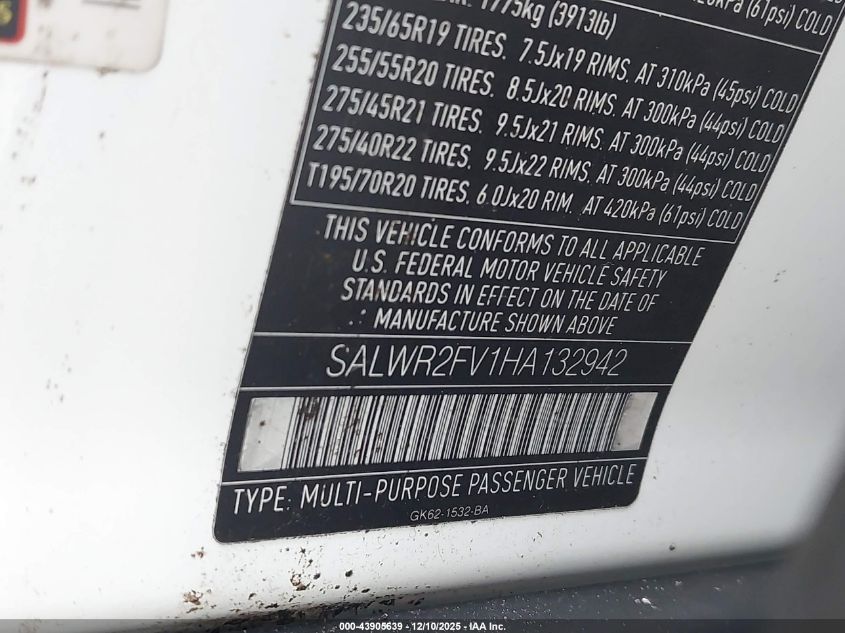 1775kg (3913lb)
(61psi) COLD
235/65R19 TIRES. 7.5Jx19 RIMS. AT 310kPa (45psi) COLD
255/55R20 TIRES. 8.5Jx20 RIMS. AT 300kPa (44psi) COLD
275/45R21 TIRES. 9.5Jx21 RIMS. AT 300kPa (44psi) COLD
275/40R22 TIRES. 9.5Jx22 RIMS. AT 300kPa (44psi) COLD
T195/70R20 TIRES. 6.0Jx20 RIM. AT 420kPa (61psi) COLD
THIS VEHICLE CONFORMS TO ALL APPLICABLE
U.S. FEDERAL MOTOR VEHICLE SAFETY
STANDARDS IN EFFECT ON THE DATE OF
MANUFACTURE SHOWN ABOVE
SALWR2FV1HA132942
TYPE: MULTI-PURPOSE PASSENGER VEHICLE
GK62-1532-BA
000-43905639 - 12/10/2025 - IAA Inc.